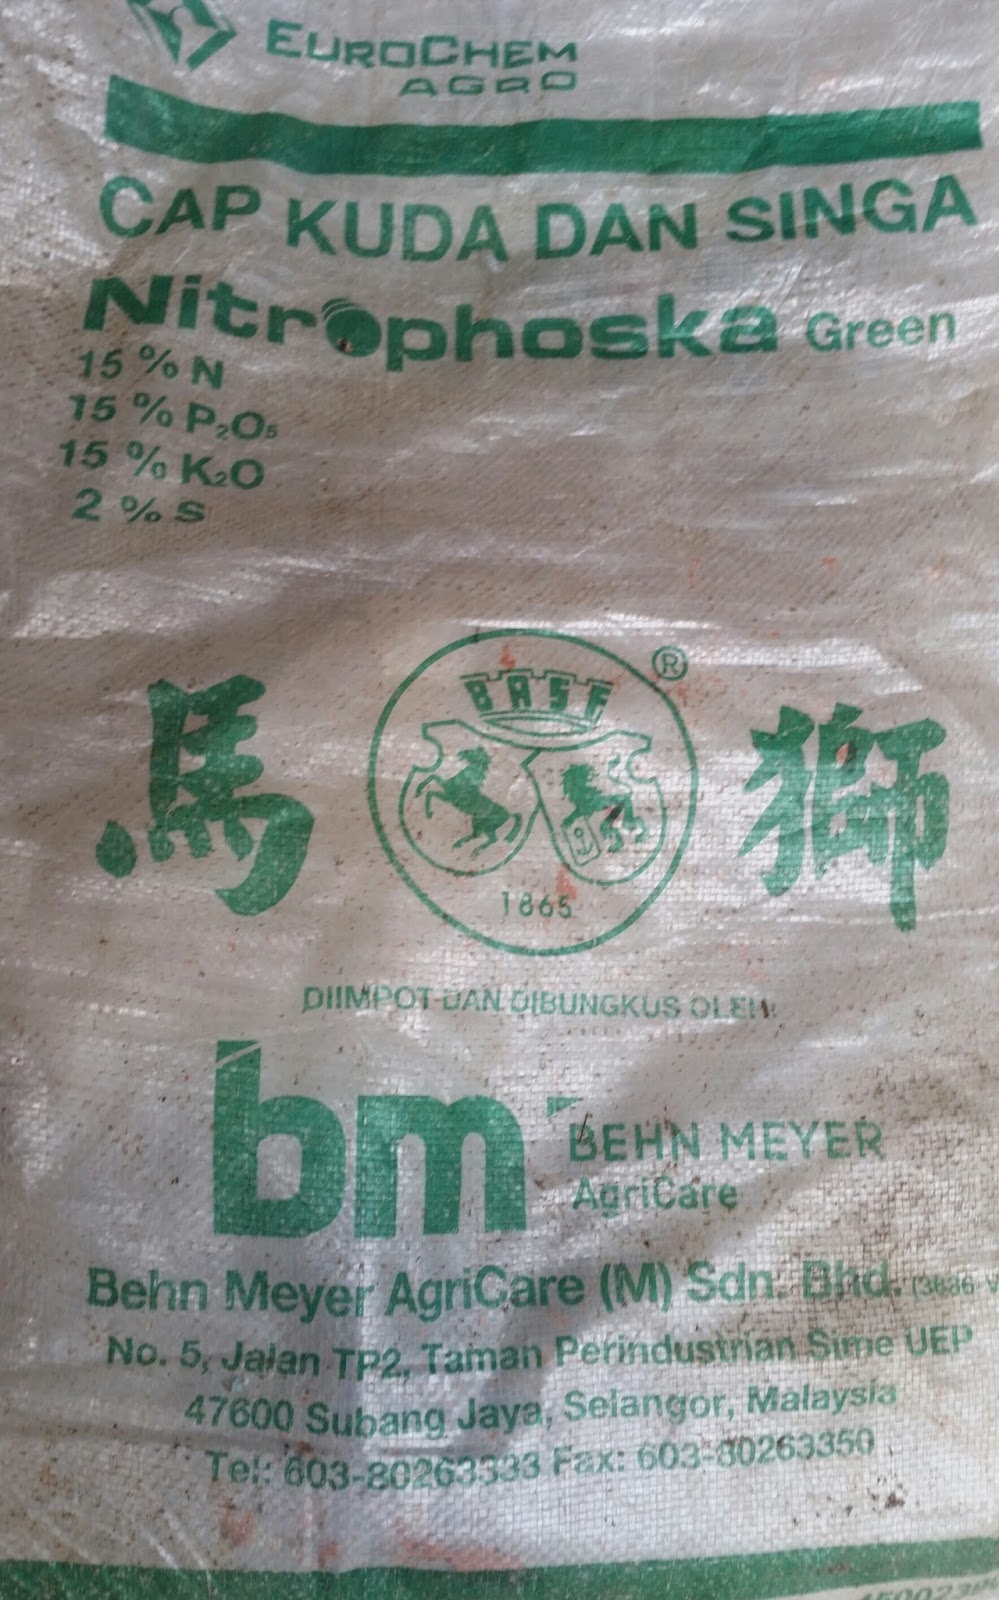 EUROCHEM
AGRO
CAP KUDA DAN SINGA
Nitrophoska Green
15 % N
15 % P₂O₅
15 % K₂O
2 % S
BASF
®
馬
獅
1865
DIIMPOT DAN DIBUNGKUS OLEH:
bm
BEHN MEYER
AgriCare
Behn Meyer AgriCare (M) Sdn. Bhd. (3636-V
No. 5, Jalan TP2, Taman Perindustrian Sime UEP
47600 Subang Jaya, Selangor, Malaysia
Tel: 603-80263333 Fax: 603-80263350